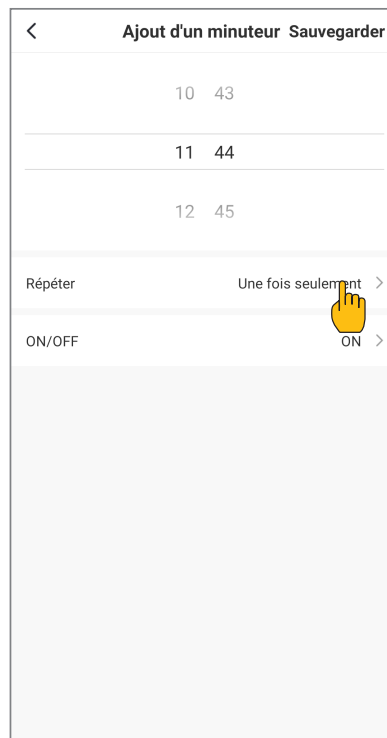 Ajout d'un minuteur Sauvegarder
10 43
11 44
12 45
Répéter Une fois seulement
ON/OFF ON